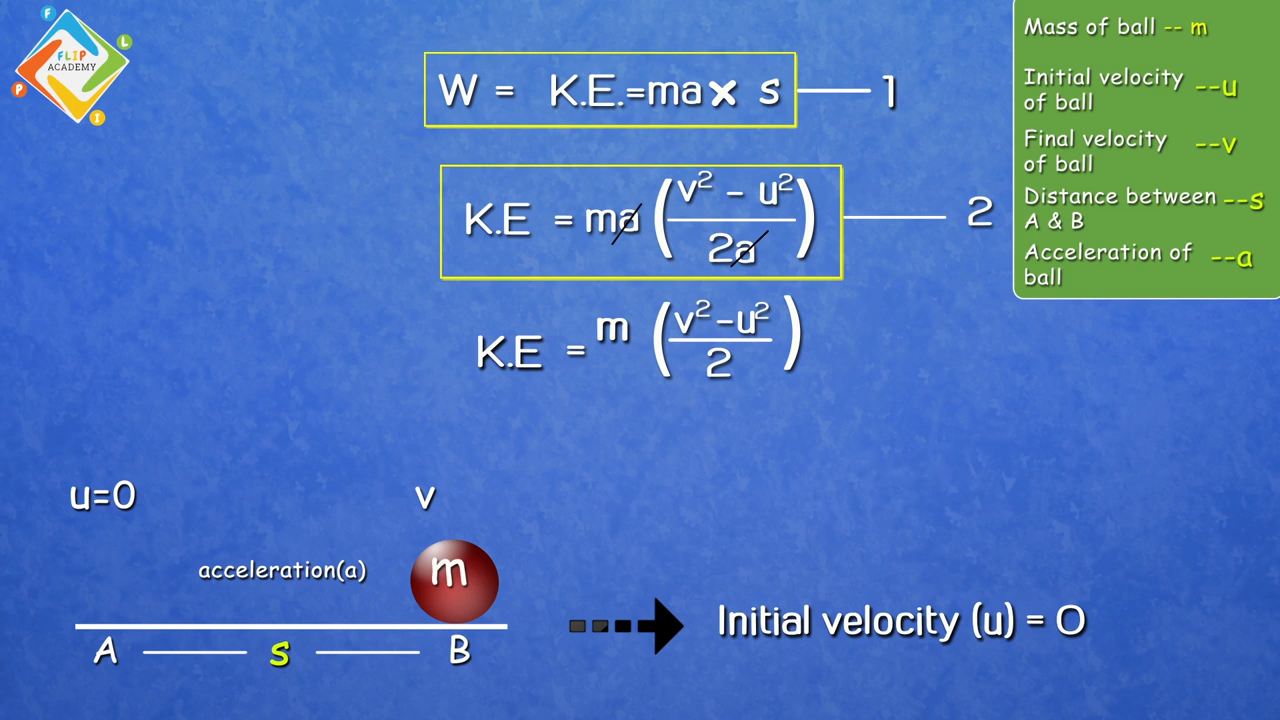 F
L
FLIP
ACADEMY
P
I
W = K.E.=ma x s 1
K.E = ma (v² - u² / 2a) 2
K.E = m (v²-u² / 2)
Mass of ball -- m
Initial velocity --u
of ball
Final velocity --v
of ball
Distance between --s
A & B
Acceleration of --a
ball
u=0 v
acceleration(a) m
A s B
Initial velocity (u) = 0